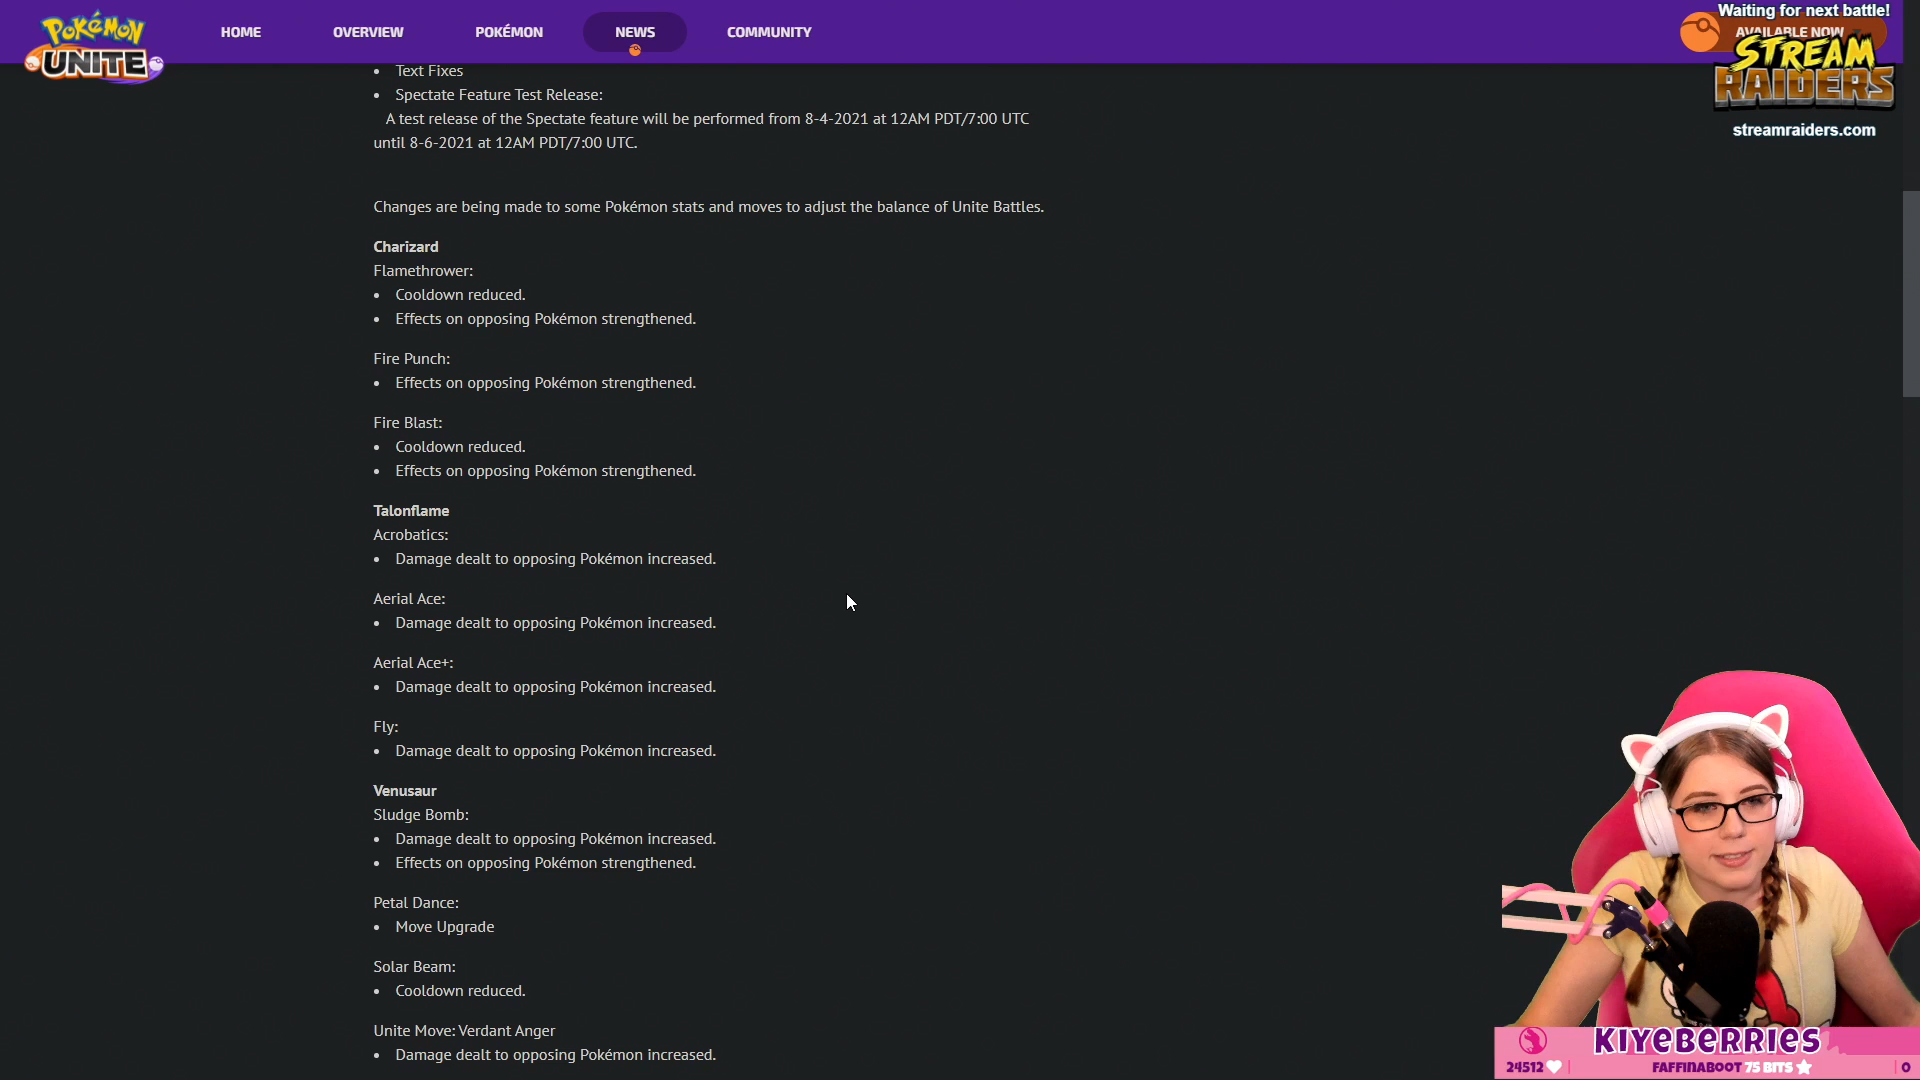 Pokémon
UNITE
HOME
OVERVIEW
POKÉMON
NEWS
COMMUNITY
Waiting for next battle!
AVAILABLE NOW
STREAM
RAIDERS
streamraiders.com
• Text Fixes
• Spectate Feature Test Release:
A test release of the Spectate feature will be performed from 8-4-2021 at 12AM PDT/7:00 UTC
until 8-6-2021 at 12AM PDT/7:00 UTC.
Changes are being made to some Pokémon stats and moves to adjust the balance of Unite Battles.
Charizard
Flamethrower:
• Cooldown reduced.
• Effects on opposing Pokémon strengthened.
Fire Punch:
• Effects on opposing Pokémon strengthened.
Fire Blast:
• Cooldown reduced.
• Effects on opposing Pokémon strengthened.
Talonflame
Acrobatics:
• Damage dealt to opposing Pokémon increased.
Aerial Ace:
• Damage dealt to opposing Pokémon increased.
Aerial Ace+:
• Damage dealt to opposing Pokémon increased.
Fly:
• Damage dealt to opposing Pokémon increased.
Venusaur
Sludge Bomb:
• Damage dealt to opposing Pokémon increased.
• Effects on opposing Pokémon strengthened.
Petal Dance:
• Move Upgrade
Solar Beam:
• Cooldown reduced.
Unite Move: Verdant Anger
• Damage dealt to opposing Pokémon increased.
KIYEBERRIES
24512
FAFFINABOOT 75 BITS
0